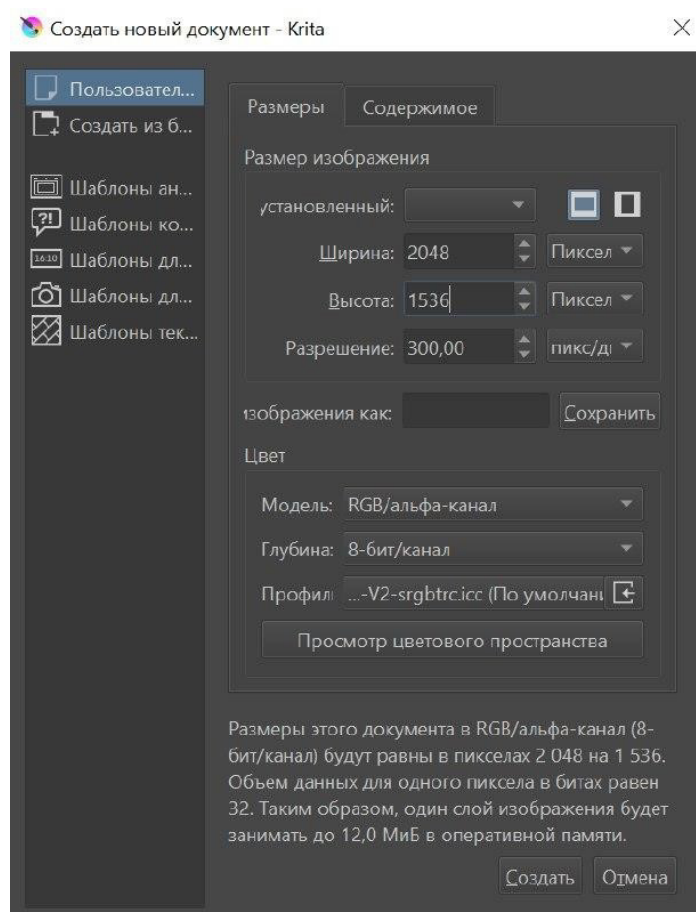 Создать новый документ - Krita
Пользовател...
Создать из б...
Шаблоны ан...
Шаблоны ко...
16:10 Шаблоны дл...
Шаблоны дл...
Шаблоны тек...
Размеры Содержимое
Размер изображения
установленный:
Ширина: 2048 Пиксел
Высота: 1536 Пиксел
Разрешение: 300,00 пикс/д
изображения как: Сохранить
Цвет
Модель: RGB/альфа-канал
Глубина: 8-бит/канал
Профил ...-V2-srgbtrc.icc (По умолчани
Просмотр цветового пространства
Размеры этого документа в RGB/альфа-канал (8-
бит/канал) будут равны в пикселах 2 048 на 1 536.
Объем данных для одного пиксела в битах равен
32. Таким образом, один слой изображения будет
занимать до 12,0 МиБ в оперативной памяти.
Создать Отмена